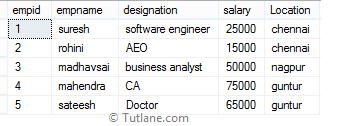 empid empname designation salary Location
1 suresh software engineer 25000 chennai
2 rohini AEO 15000 chennai
3 madhavsai business analyst 50000 nagpur
4 mahendra CA 75000 guntur
5 sateesh Doctor 65000 guntur
© Tutlane.com